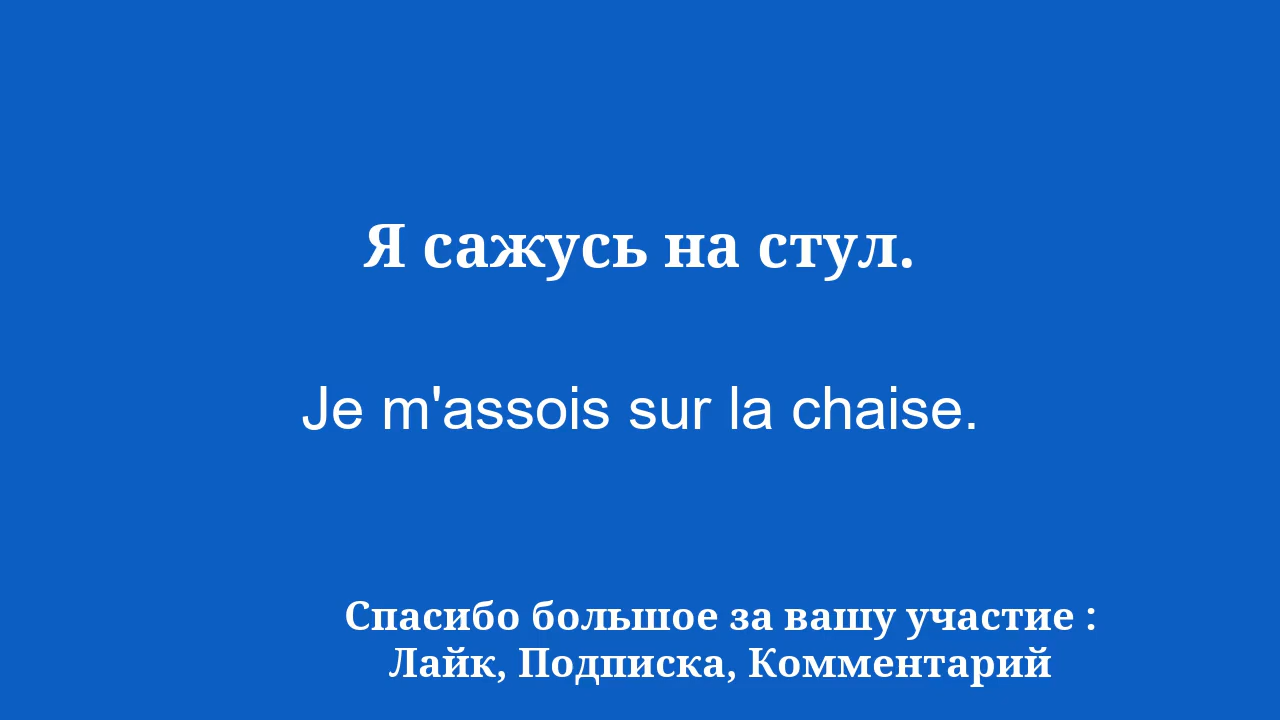 Я сажусь на стул.
Je m'assois sur la chaise.
Спасибо большое за вашу участие :
Лайк, Подписка, Комментарий